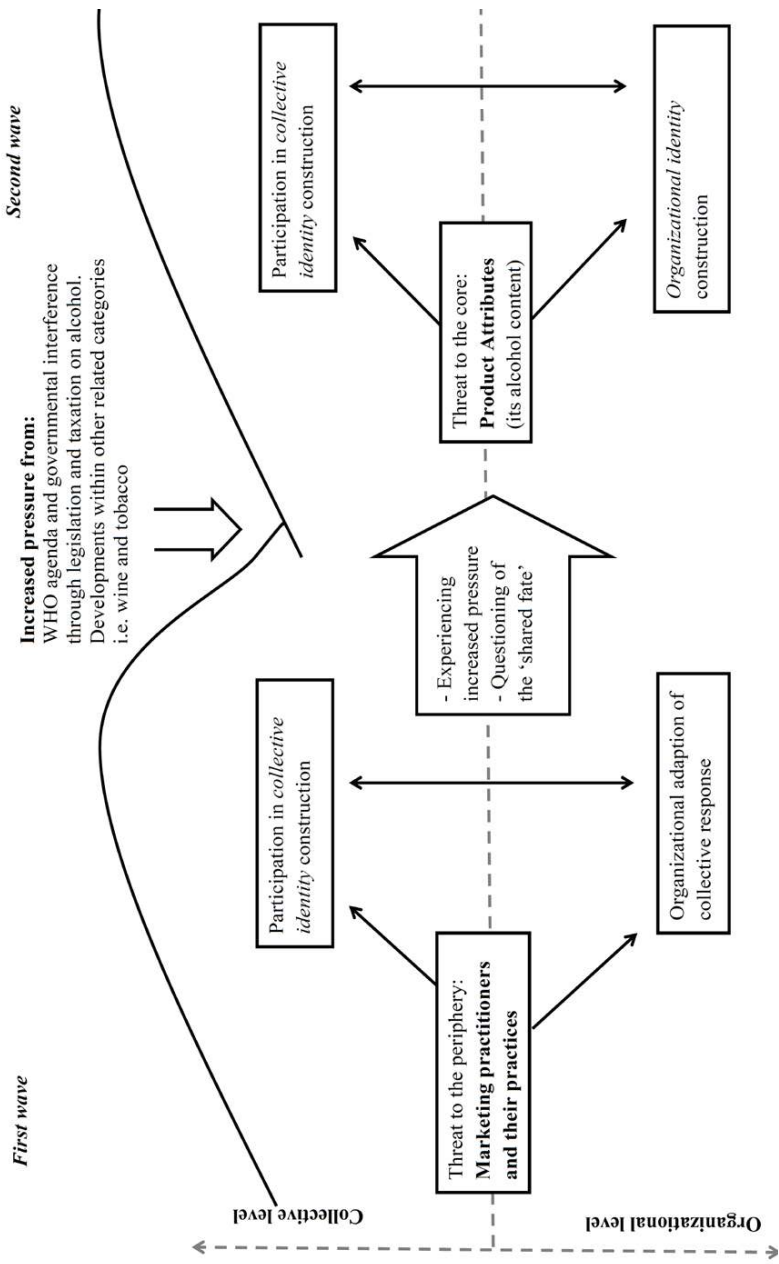 First wave
Second wave
Increased pressure from:
WHO agenda and governmental interference
through legislation and taxation on alcohol.
Developments within other related categories
i.e. wine and tobacco
Collective level
Organizational level
Participation in collective
identity construction
Threat to the periphery:
Marketing practitioners
and their practices
Organizational adaption of
collective response
- Experiencing
increased pressure
- Questioning of
the ‘shared fate’
Participation in collective
identity construction
Threat to the core:
Product Attributes
(its alcohol content)
Organizational identity
construction